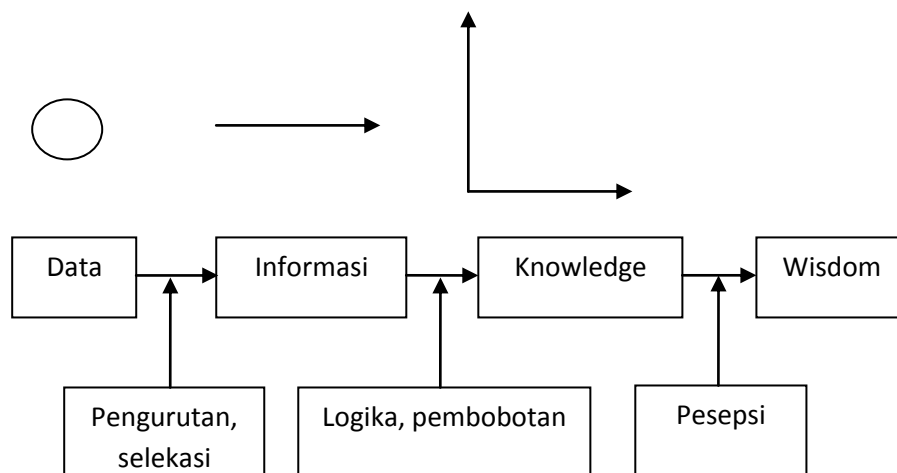 Data
Informasi
Knowledge
Wisdom
Pengurutan,
selekasi
Logika, pembobotan
Pesepsi